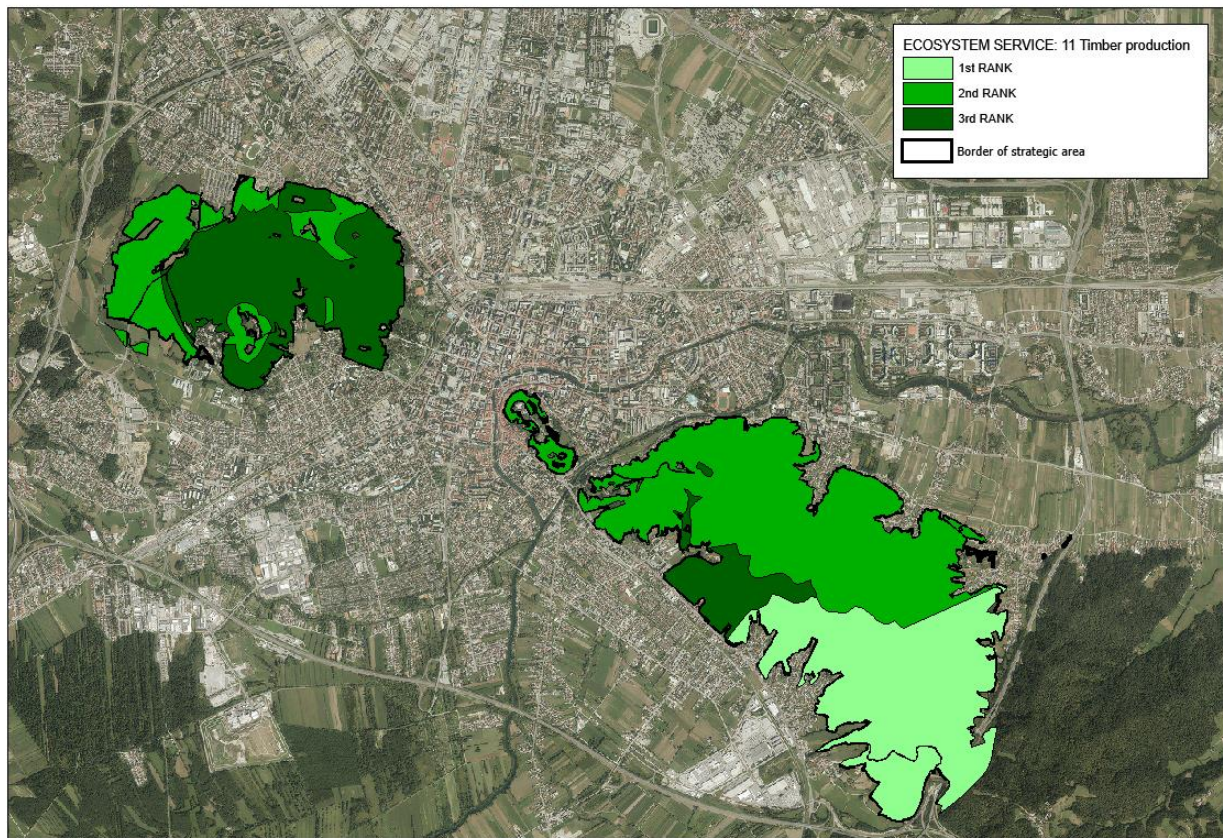 ECOSYSTEM SERVICE: 11 Timber production
1st RANK
2nd RANK
3rd RANK
Border of strategic area